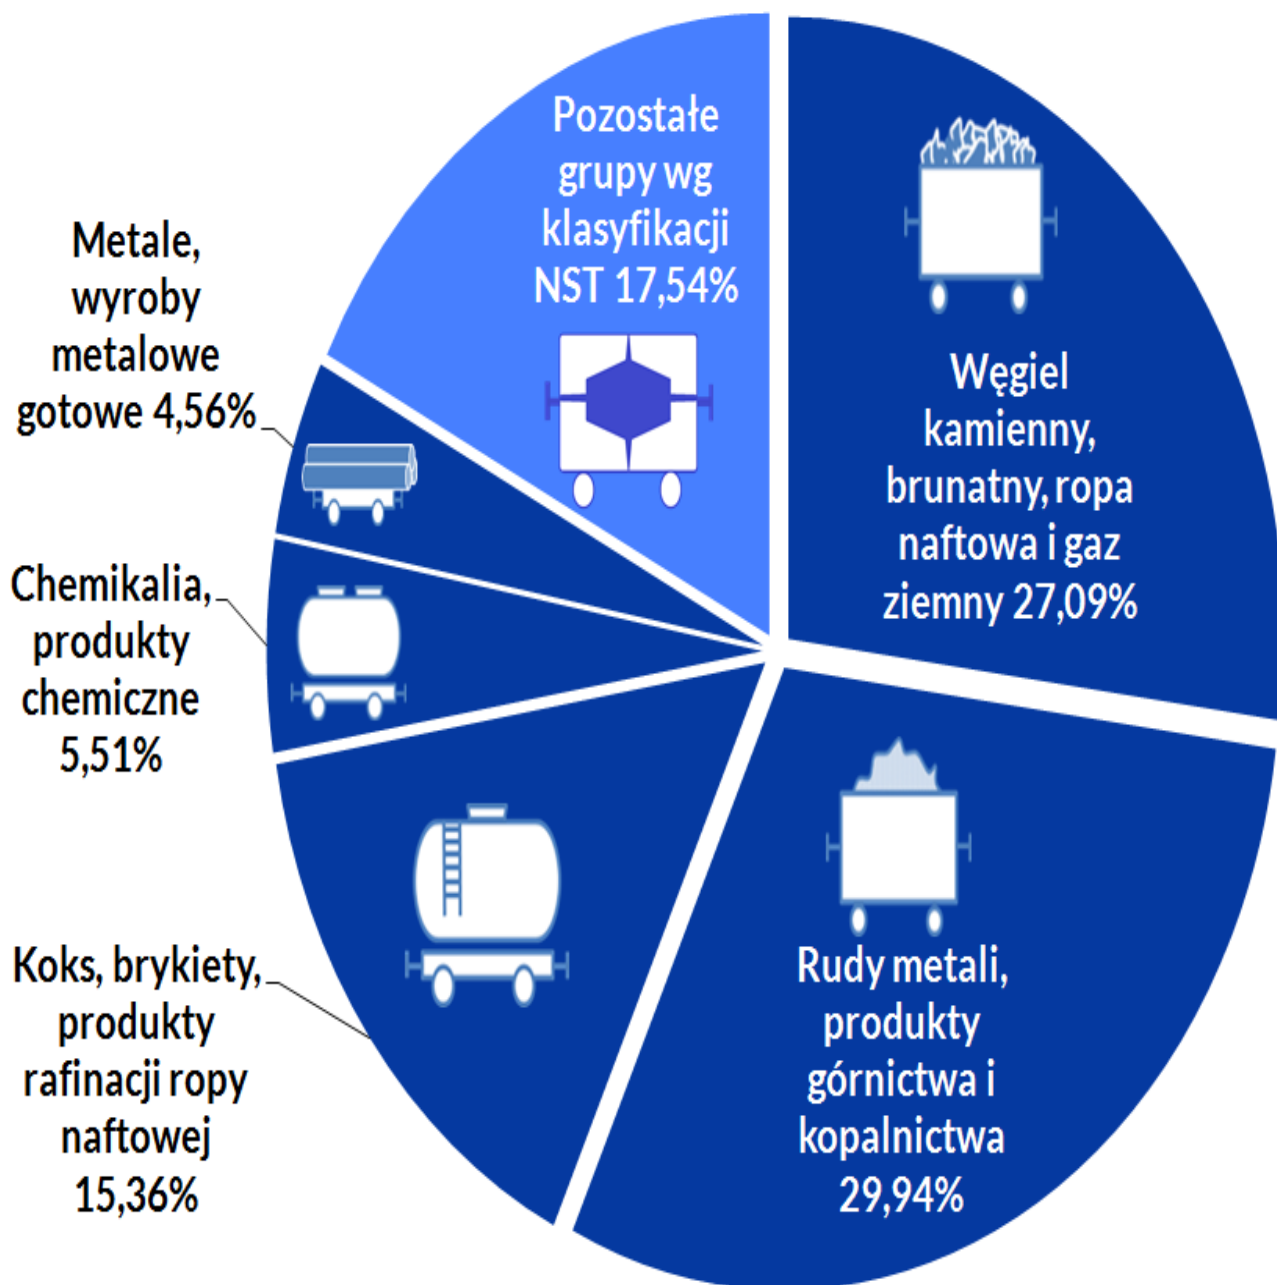 Pozostałe
grupy wg
klasyfikacji
NST 17,54%
Węgiel
kamienny,
brunatny, ropa
naftowa i gaz
ziemny 27,09%
Metale,
wyroby
metalowe
gotowe 4,56%
Chemikalia,
produkty
chemiczne
5,51%
Koks, brykiety,
produkty
rafinacji ropy
naftowej
15,36%
Rudy metali,
produkty
górnictwa i
kopalnictwa
29,94%